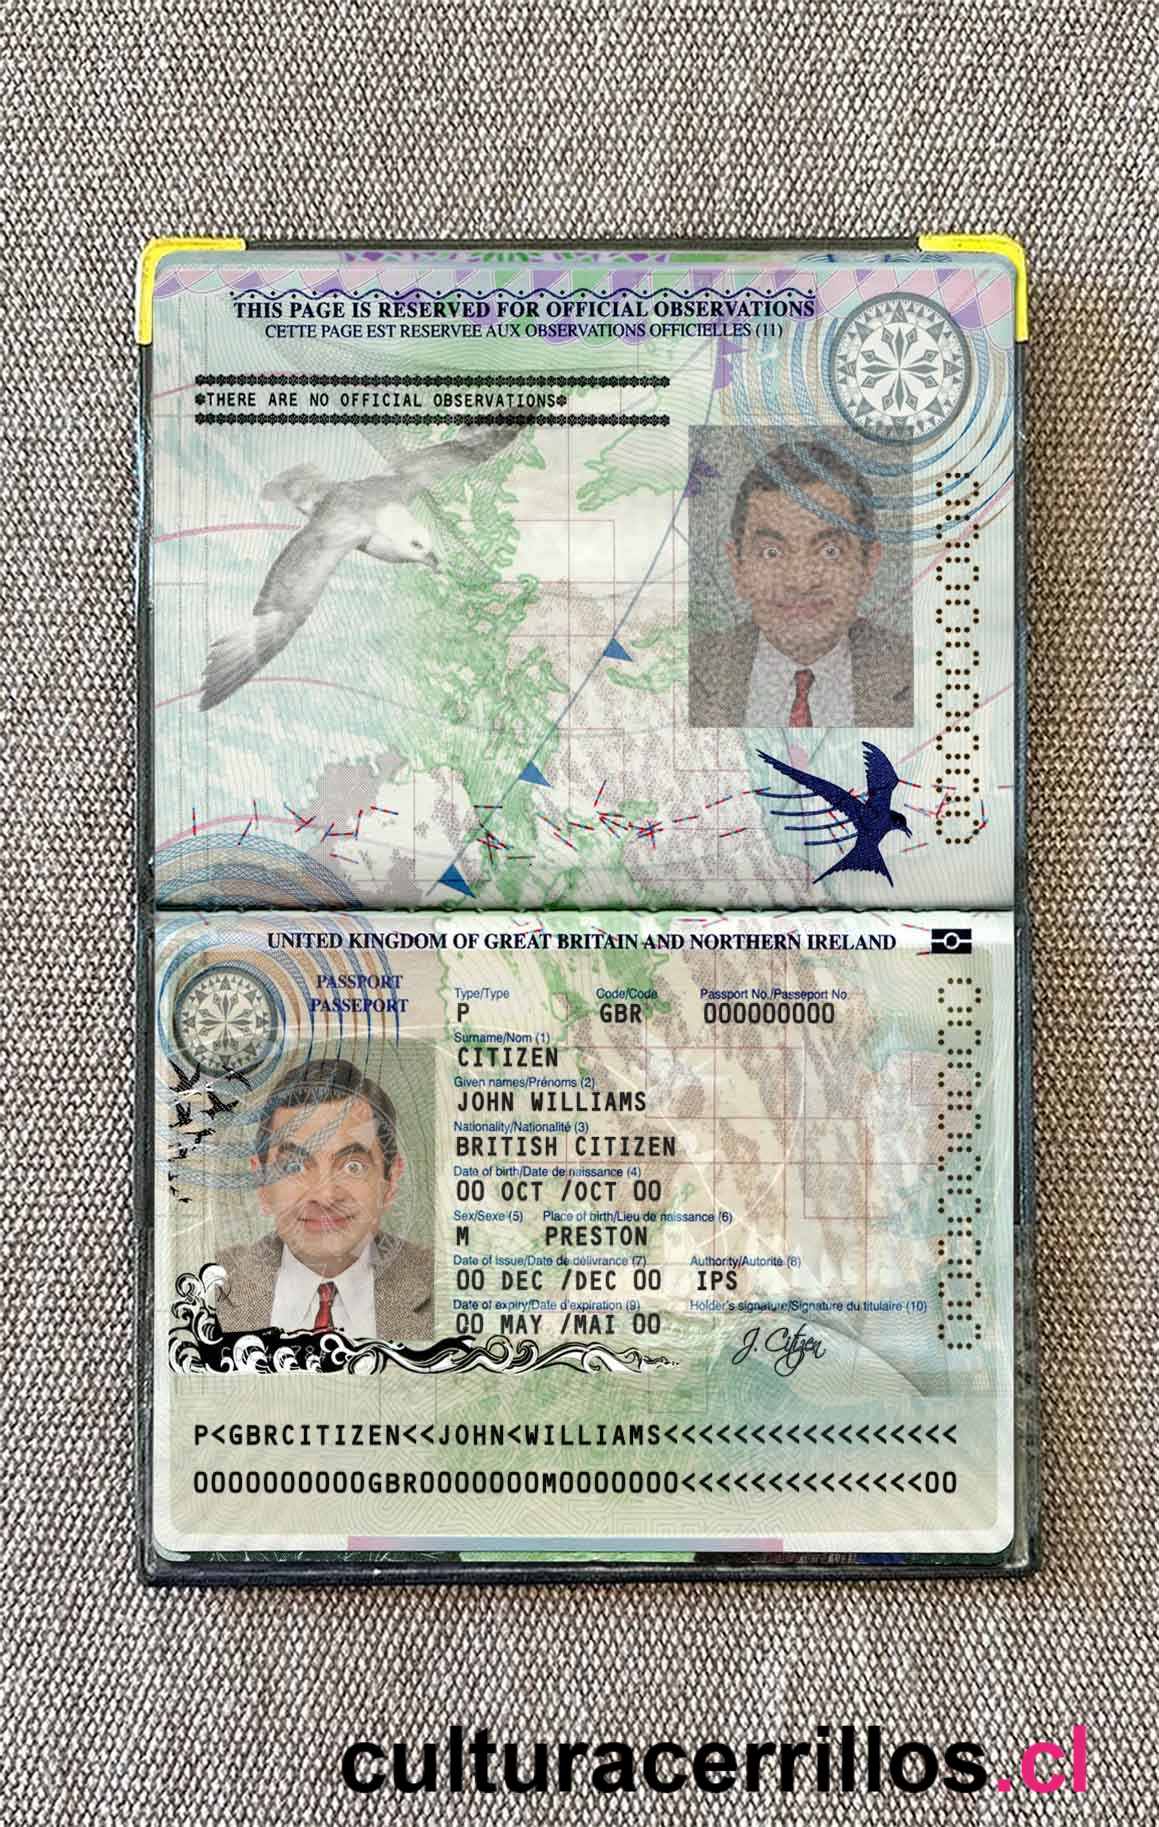 THIS PAGE IS RESERVED FOR OFFICIAL OBSERVATIONS
CETTE PAGE EST RESERVEE AUX OBSERVATIONS OFFICIELLES (11)
*THERE ARE NO OFFICIAL OBSERVATIONS*
000000000
UNITED KINGDOM OF GREAT BRITAIN AND NORTHERN IRELAND
PASSPORT
PASSEPORT
Type/Type Code/Code Passport No./Passeport No.
P GBR 000000000
Surname/Nom (1)
CITIZEN
Given names/Prénoms (2)
JOHN WILLIAMS
Nationality/Nationalité (3)
BRITISH CITIZEN
Date of birth/Date de naissance (4)
00 OCT /OCT 00
Sex/Sexe (5) Place of birth/Lieu de naissance (6)
M PRESTON
Date of issue/Date de délivrance (7) Authority/Autorité (8)
00 DEC /DEC 00 IPS
Date of expiry/Date d'expiration (9) Holder's signature/Signature du titulaire (10)
00 MAY /MAI 00
J. Citizen
000000000
P<GBRCITIZEN<<JOHN<WILLIAMS<<<<<<<<<<<<<<<<<
0000000000GBR0000000M0000000<<<<<<<<<<<<<<00
culturacerrillos.cl